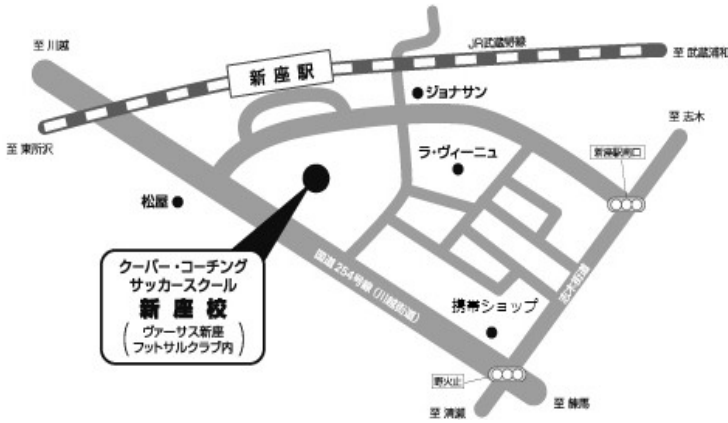 至 川越
JR武蔵野線
至 武蔵浦和
新座駅
ジョナサン
至 志木
至 東所沢
新座駅南口
ラ・ヴィーニュ
松屋
クーバー・コーチング
サッカースクール
新座校
ヴァーサス新座
フットサルクラブ内
国道254号線(川越街道)
志木街道
携帯ショップ
野火止
至 清瀬
至 練馬